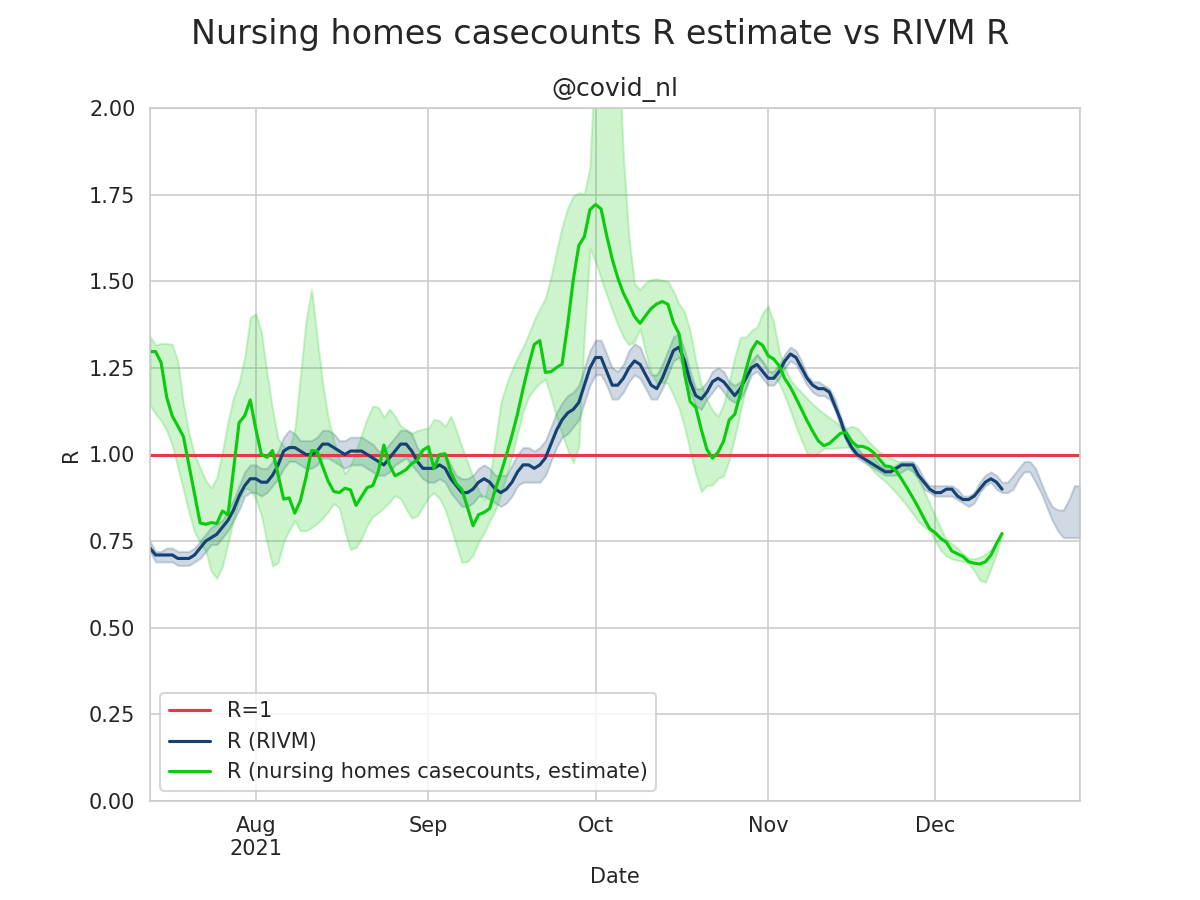 Nursing homes casecounts R estimate vs RIVM R
@covid_nl
2.00
1.75
1.50
1.25
1.00
0.75
0.50
0.25
0.00
R
R=1
R (RIVM)
R (nursing homes casecounts, estimate)
Aug Sep Oct Nov Dec
2021
Date